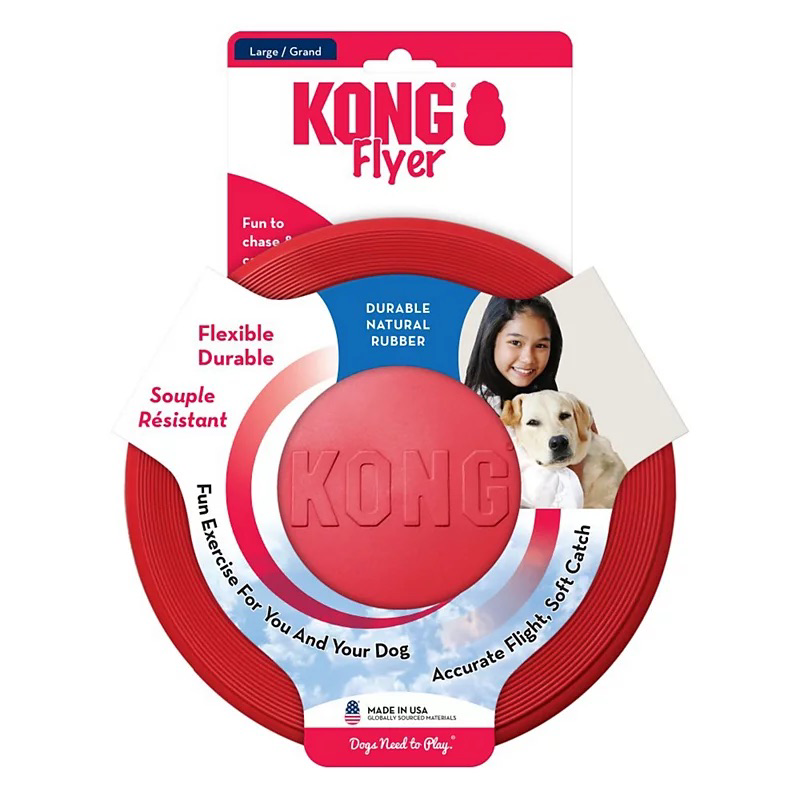 Large / Grand
KONG®
Flyer
Fun to
chase &
Flexible
Durable
Souple
Résistant
DURABLE
NATURAL
RUBBER
KONG
Fun Exercise For You And Your Dog
Accurate Flight, Soft Catch
MADE IN USA
GLOBALLY SOURCED MATERIALS
Dogs Need to Play.®